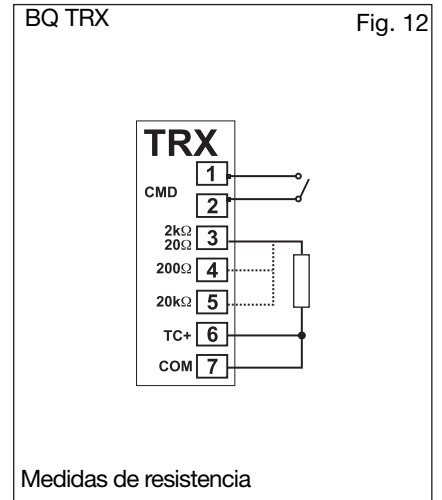 BQ TRX
Fig. 12
TRX
1
CMD
2
2kΩ
20Ω
3
200Ω
4
20kΩ
5
TC+
6
COM
7
Medidas de resistencia